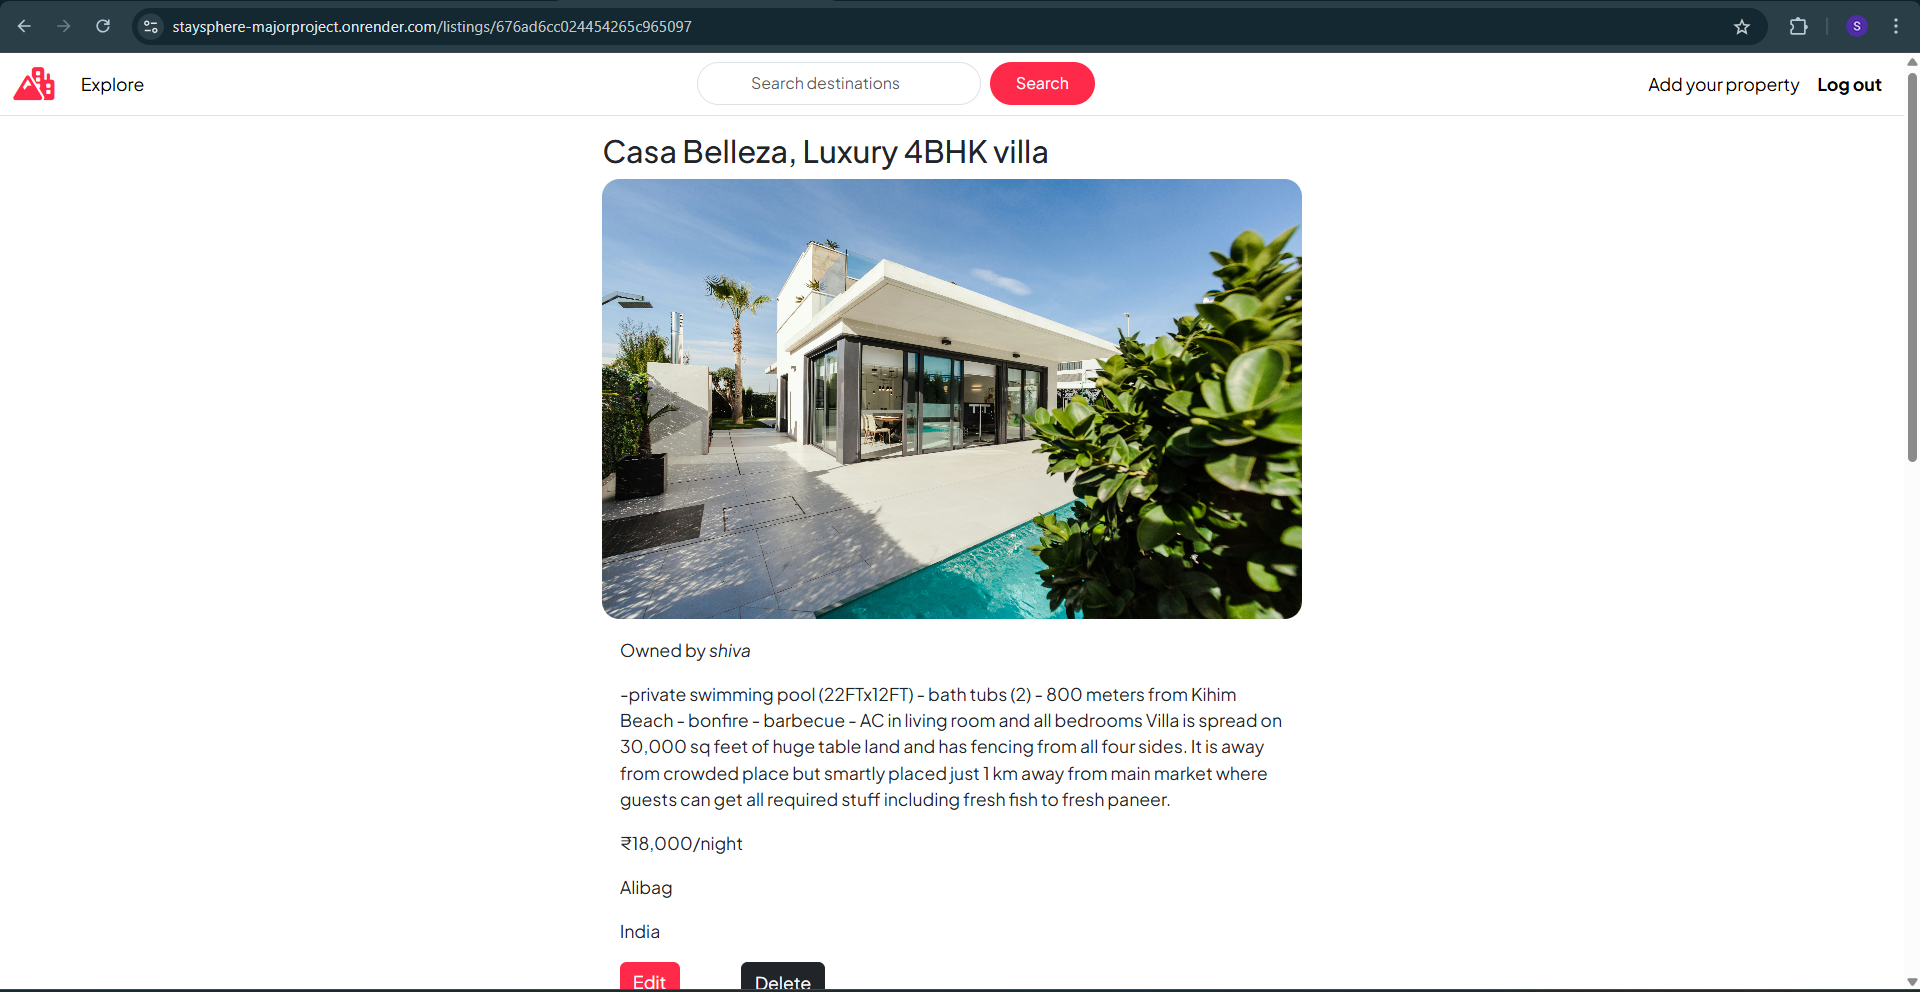 staysphere-majorproject.onrender.com/listings/676ad6cc024454265c965097
S
Explore
Search destinations
Search
Add your property
Log out
Casa Belleza, Luxury 4BHK villa
Owned by shiva
-private swimming pool (22FTx12FT) - bath tubs (2) - 800 meters from Kihim
Beach - bonfire - barbecue - AC in living room and all bedrooms Villa is spread on
30,000 sq feet of huge table land and has fencing from all four sides. It is away
from crowded place but smartly placed just 1 km away from main market where
guests can get all required stuff including fresh fish to fresh paneer.
₹18,000/night
Alibag
India
Edit
Delete